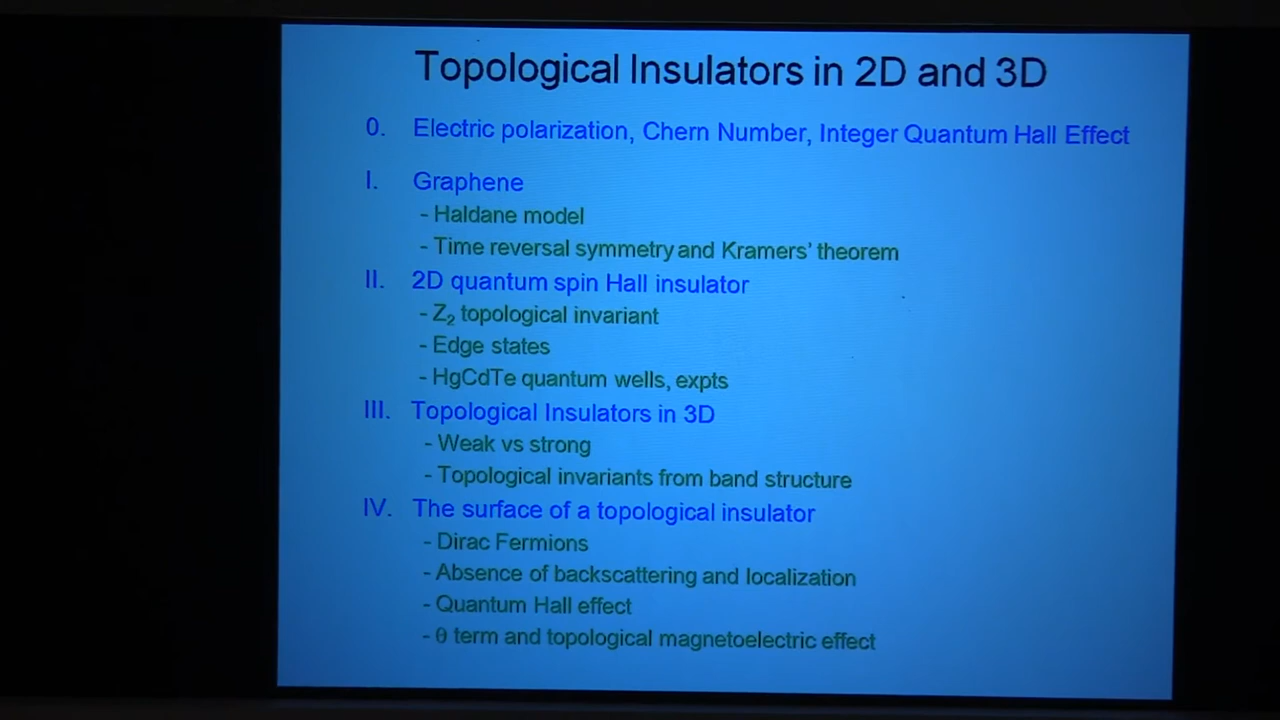 Topological Insulators in 2D and 3D
0. Electric polarization, Chern Number, Integer Quantum Hall Effect
I. Graphene
- Haldane model
- Time reversal symmetry and Kramers' theorem
II. 2D quantum spin Hall insulator
- Z₂ topological invariant
- Edge states
- HgCdTe quantum wells, expts
III. Topological Insulators in 3D
- Weak vs strong
- Topological invariants from band structure
IV. The surface of a topological insulator
- Dirac Fermions
- Absence of backscattering and localization
- Quantum Hall effect
- θ term and topological magnetoelectric effect